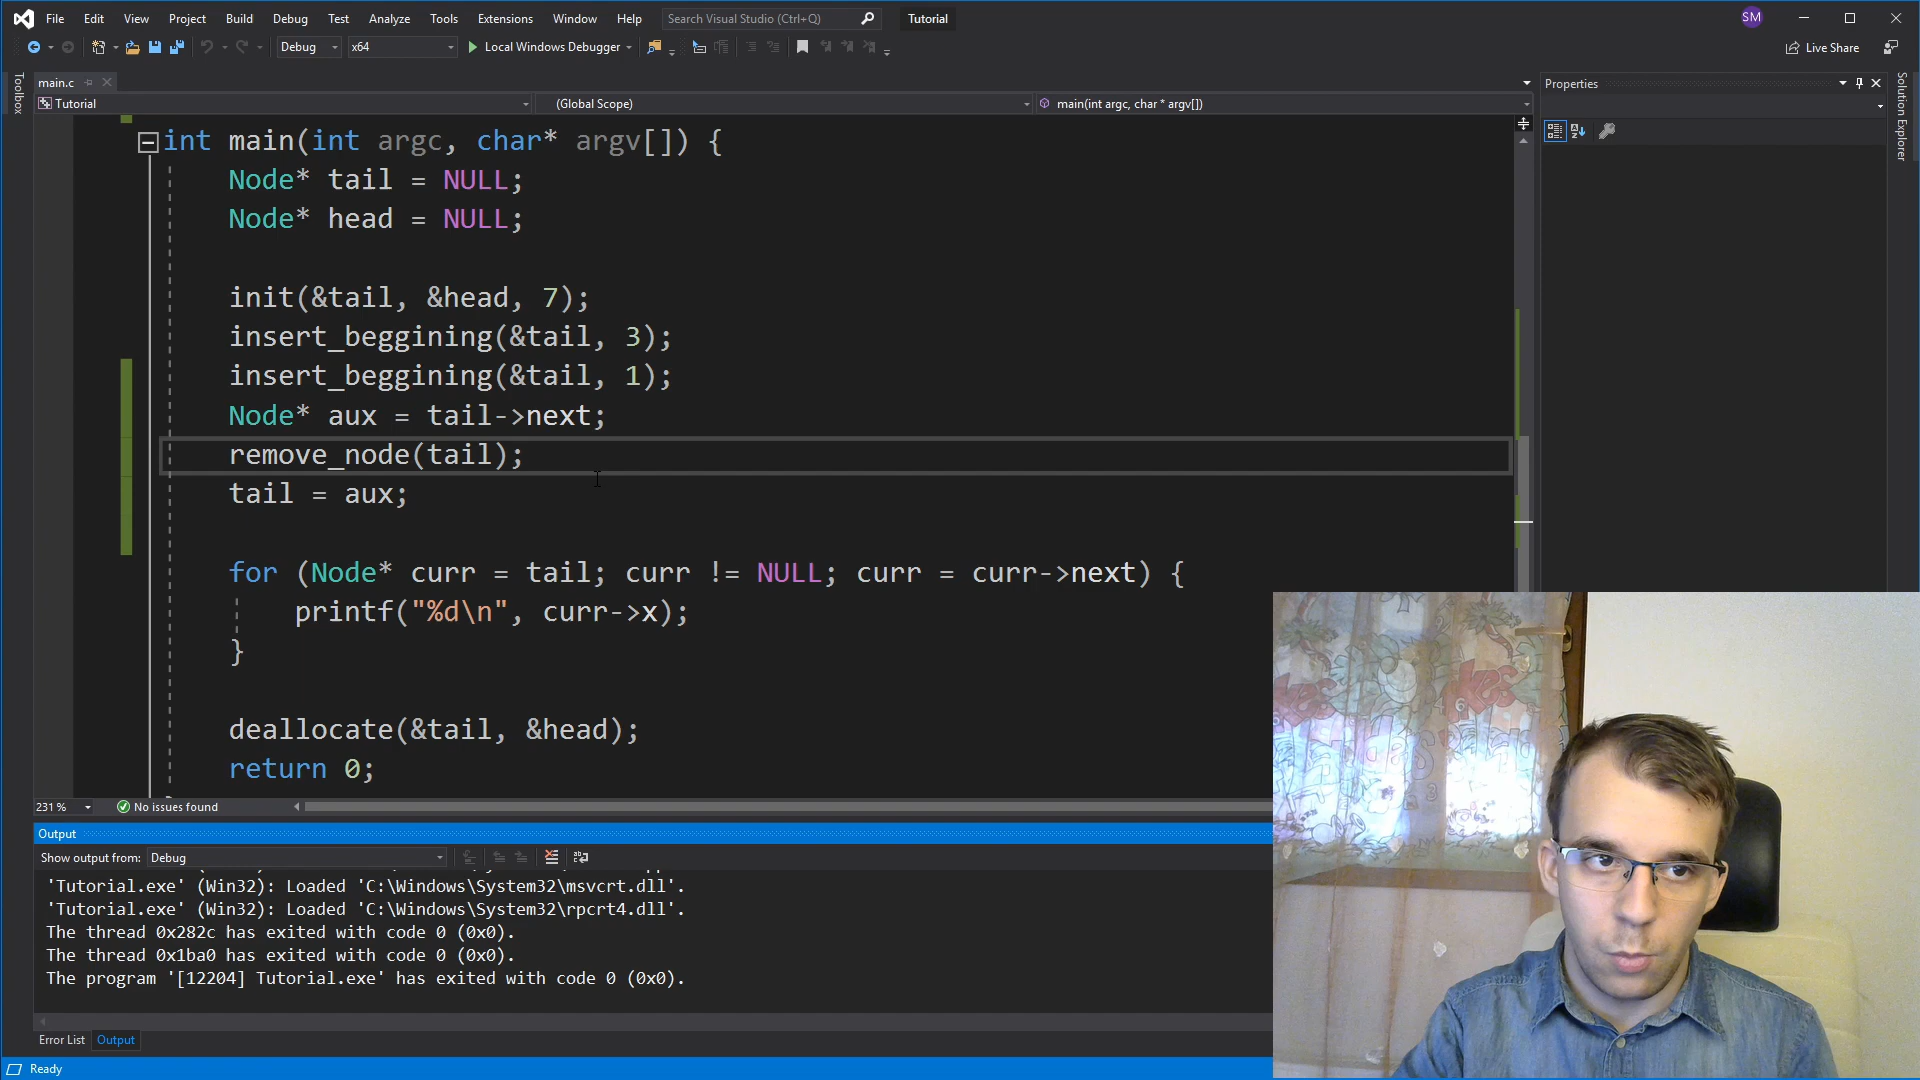 File Edit View Project Build Debug Test Analyze Tools Extensions Window Help Search Visual Studio (Ctrl+Q) Tutorial SM
Debug x64 Local Windows Debugger Live Share
Toolbox
main.c
Properties
Solution Explorer
Tutorial (Global Scope) main(int argc, char * argv[])
int main(int argc, char* argv[]) {
Node* tail = NULL;
Node* head = NULL;
init(&tail, &head, 7);
insert_beggining(&tail, 3);
insert_beggining(&tail, 1);
Node* aux = tail->next;
remove_node(tail);
tail = aux;
for (Node* curr = tail; curr != NULL; curr = curr->next) {
printf("%d\n", curr->x);
}
deallocate(&tail, &head);
return 0;
231 % No issues found
Output
Show output from: Debug
'Tutorial.exe' (Win32): Loaded 'C:\Windows\System32\msvcrt.dll'.
'Tutorial.exe' (Win32): Loaded 'C:\Windows\System32\rpcrt4.dll'.
The thread 0x282c has exited with code 0 (0x0).
The thread 0x1ba0 has exited with code 0 (0x0).
The program '[12204] Tutorial.exe' has exited with code 0 (0x0).
Error List Output
Ready